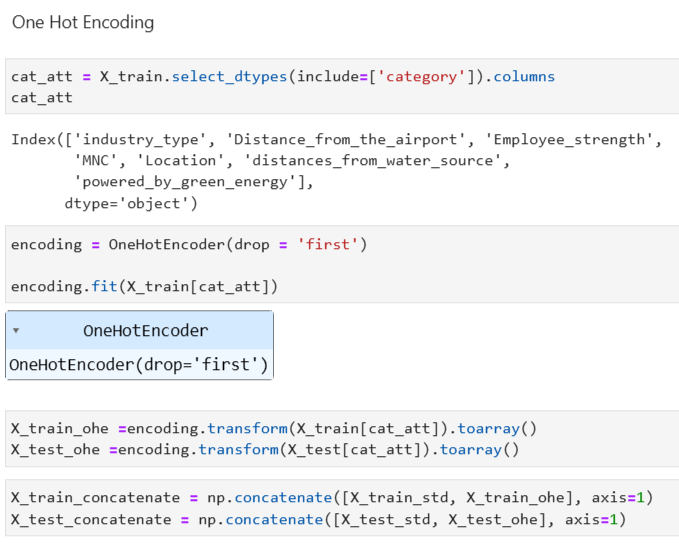 One Hot Encoding
cat_att = X_train.select_dtypes(include=['category']).columns
cat_att
Index(['industry_type', 'Distance_from_the_airport', 'Employee_strength',
'MNC', 'Location', 'distances_from_water_source',
'powered_by_green_energy'],
dtype='object')
encoding = OneHotEncoder(drop = 'first')
encoding.fit(X_train[cat_att])
▾ OneHotEncoder
OneHotEncoder(drop='first')
X_train_ohe =encoding.transform(X_train[cat_att]).toarray()
X_test_ohe =encoding.transform(X_test[cat_att]).toarray()
X_train_concatenate = np.concatenate([X_train_std, X_train_ohe], axis=1)
X_test_concatenate = np.concatenate([X_test_std, X_test_ohe], axis=1)